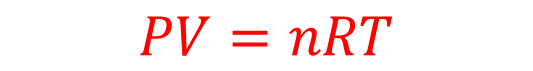 PV = nRT